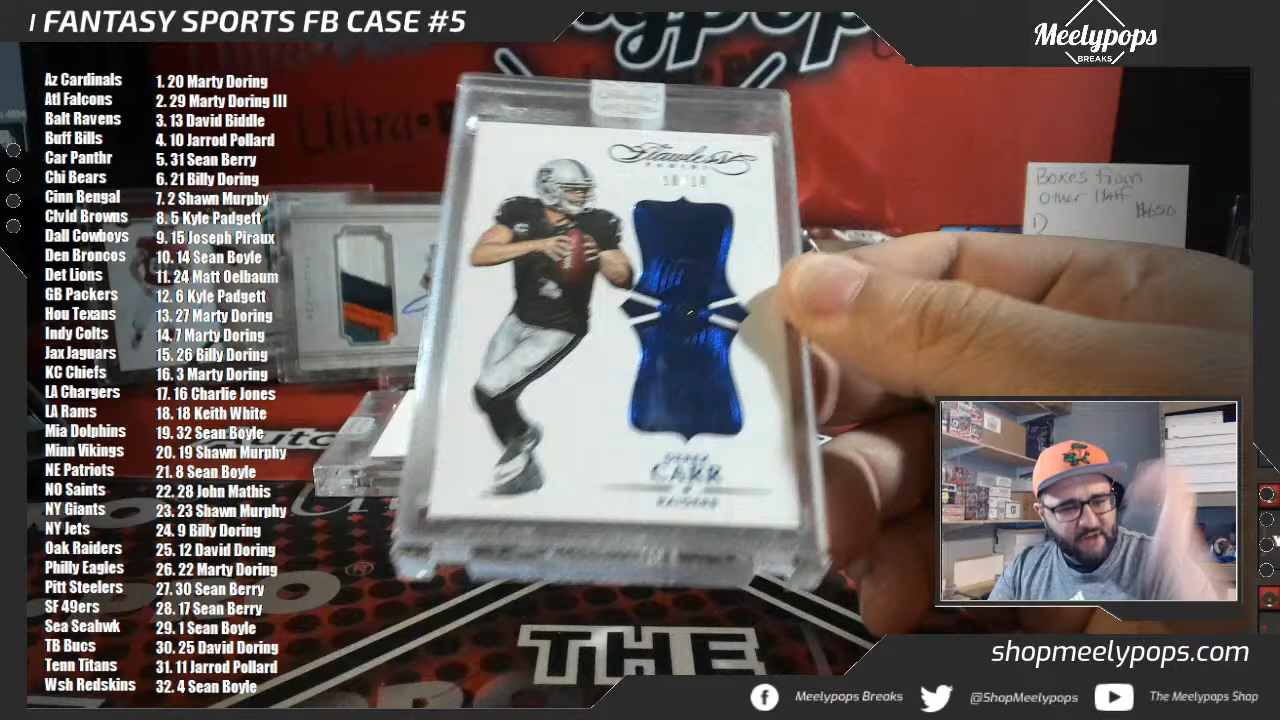 FANTASY SPORTS FB CASE #5
Meelypops
BREAKS
Az Cardinals 1. 20 Marty Doring
Atl Falcons 2. 29 Marty Doring III
Balt Ravens 3. 13 David Biddle
Buff Bills 4. 10 Jarrod Pollard
Car Panthr 5. 31 Sean Berry
Chi Bears 6. 21 Billy Doring
Cinn Bengal 7. 2 Shawn Murphy
Clvld Browns 8. 5 Kyle Padgett
Dall Cowboys 9. 15 Joseph Piraux
Den Broncos 10. 14 Sean Boyle
Det Lions 11. 24 Matt Oelbaum
GB Packers 12. 6 Kyle Padgett
Hou Texans 13. 27 Marty Doring
Indy Colts 14. 7 Marty Doring
Jax Jaguars 15. 26 Billy Doring
KC Chiefs 16. 3 Marty Doring
LA Chargers 17. 16 Charlie Jones
LA Rams 18. 18 Keith White
Mia Dolphins 19. 32 Sean Boyle
Minn Vikings 20. 19 Shawn Murphy
NE Patriots 21. 8 Sean Boyle
NO Saints 22. 28 John Mathis
NY Giants 23. 23 Shawn Murphy
NY Jets 24. 9 Billy Doring
Oak Raiders 25. 12 David Doring
Philly Eagles 26. 22 Marty Doring
Pitt Steelers 27. 30 Sean Berry
SF 49ers 28. 17 Sean Berry
Sea Seahwk 29. 1 Sean Boyle
TB Bucs 30. 25 David Doring
Tenn Titans 31. 11 Jarrod Pollard
Wsh Redskins 32. 4 Sean Boyle
Flawless
PANINI
DEREK
CARR
RAIDERS
Boxes from
Other Half
$650
THE
shopmeelypops.com
Meelypops Breaks
@ShopMeelypops
The Meelypops Shop